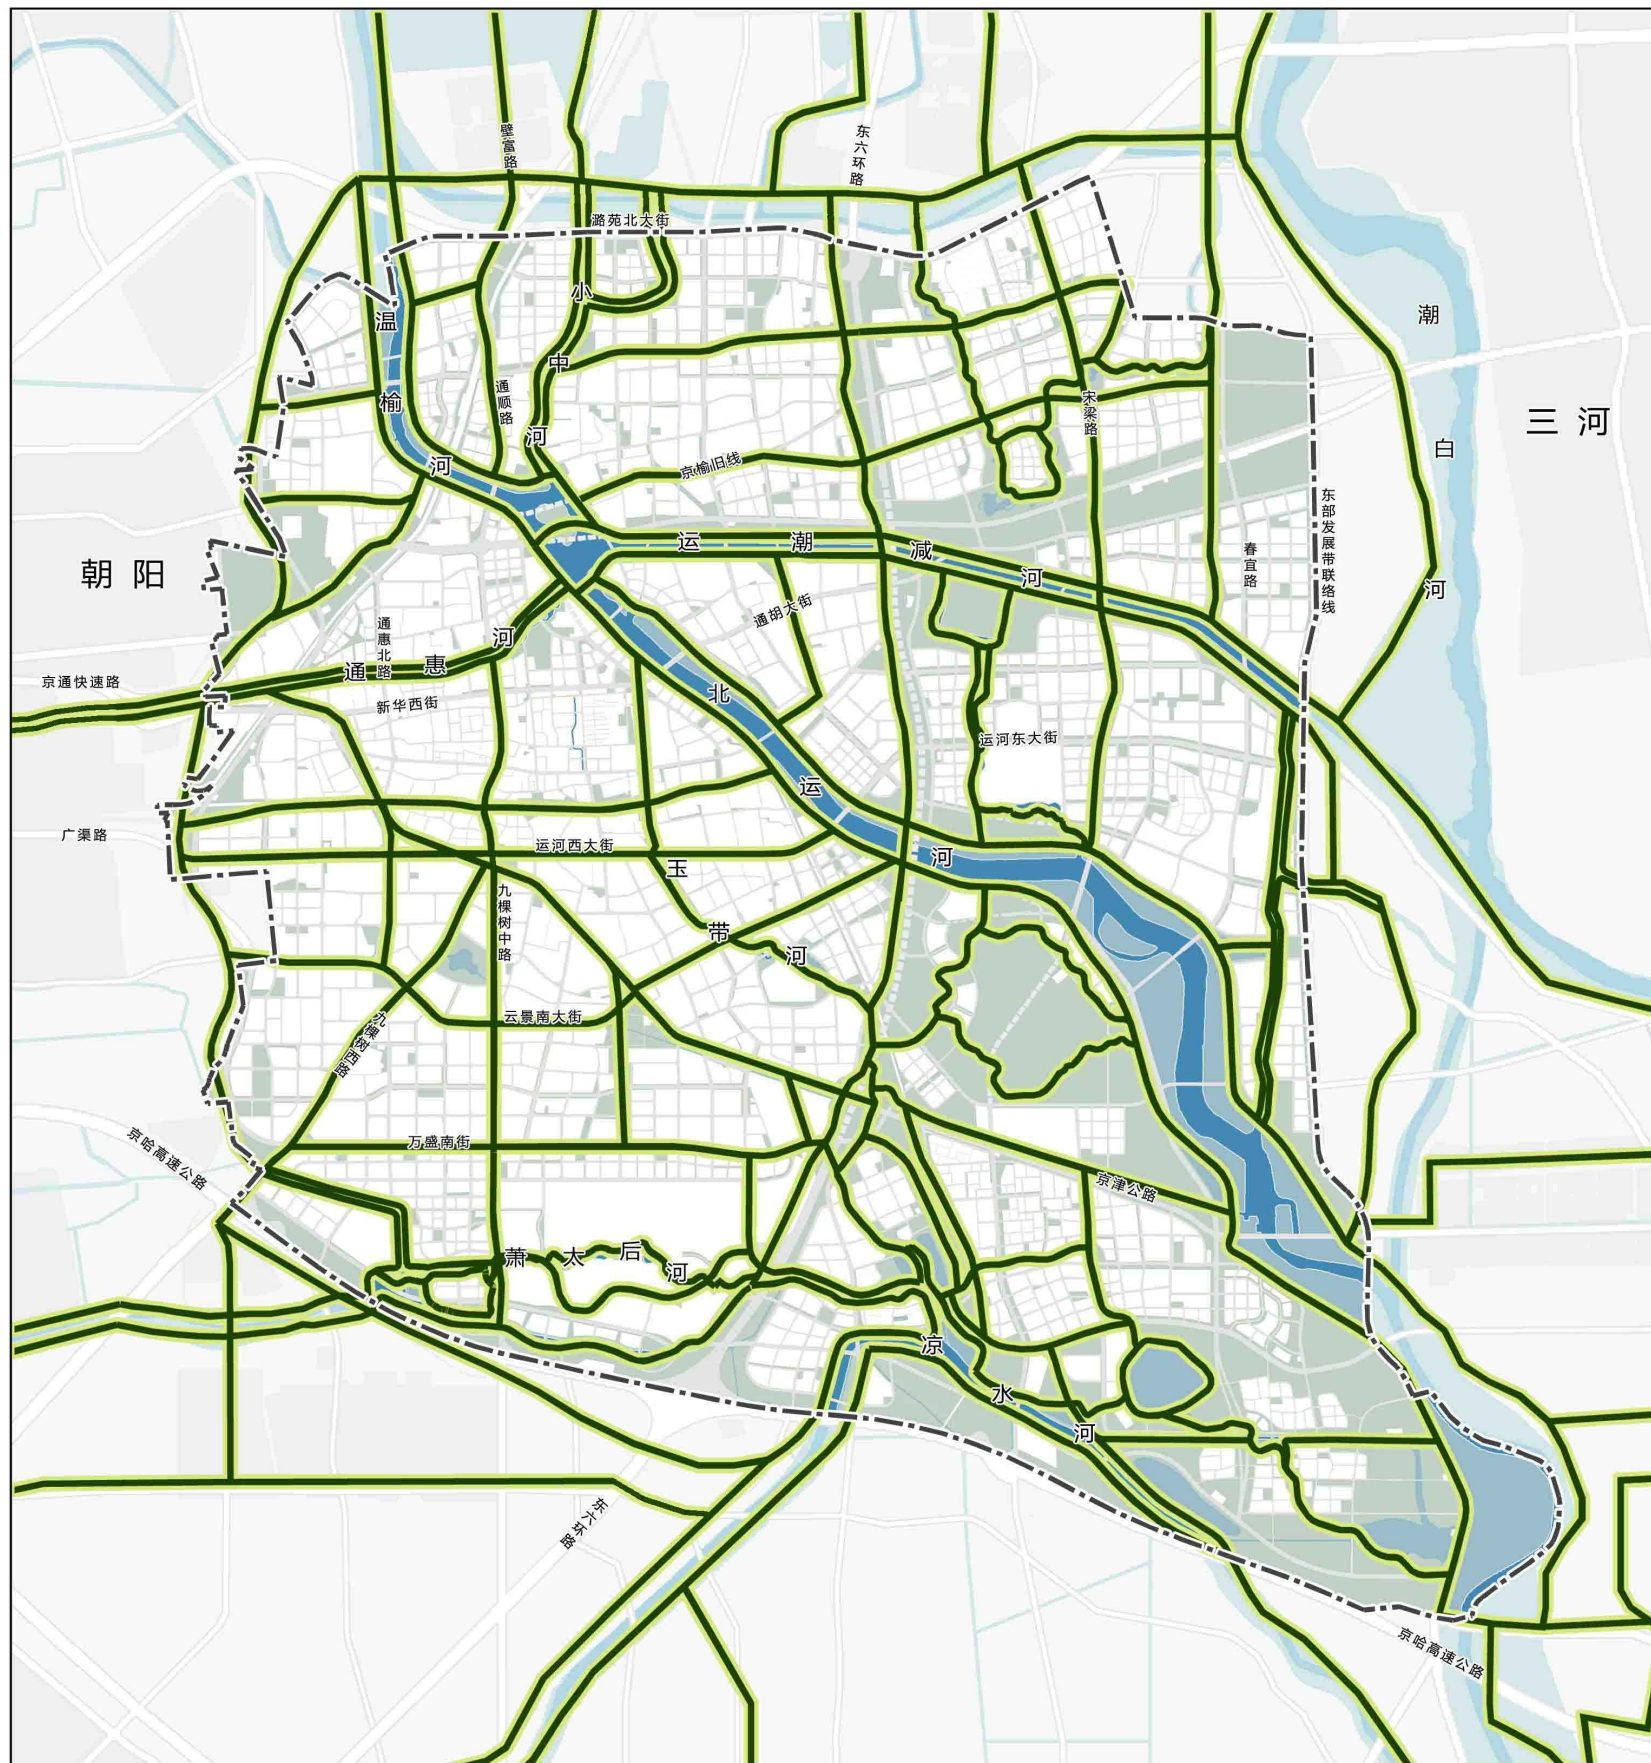 壁富路
东六环路
潞苑北大街
小中河
温榆河
潮白河
三河
通顺路
宋梁路
京榆旧线
东部发展带联络线
朝阳
运潮减河
春宜路
通胡大街
通惠北路
通惠河
京通快速路
新华西街
北运河
运河东大街
广渠路
运河西大街
玉带河
九棵树中路
云景南大街
九棵树西路
万盛南街
京哈高速公路
京津公路
萧太后河
凉水河
东六环路
京哈高速公路